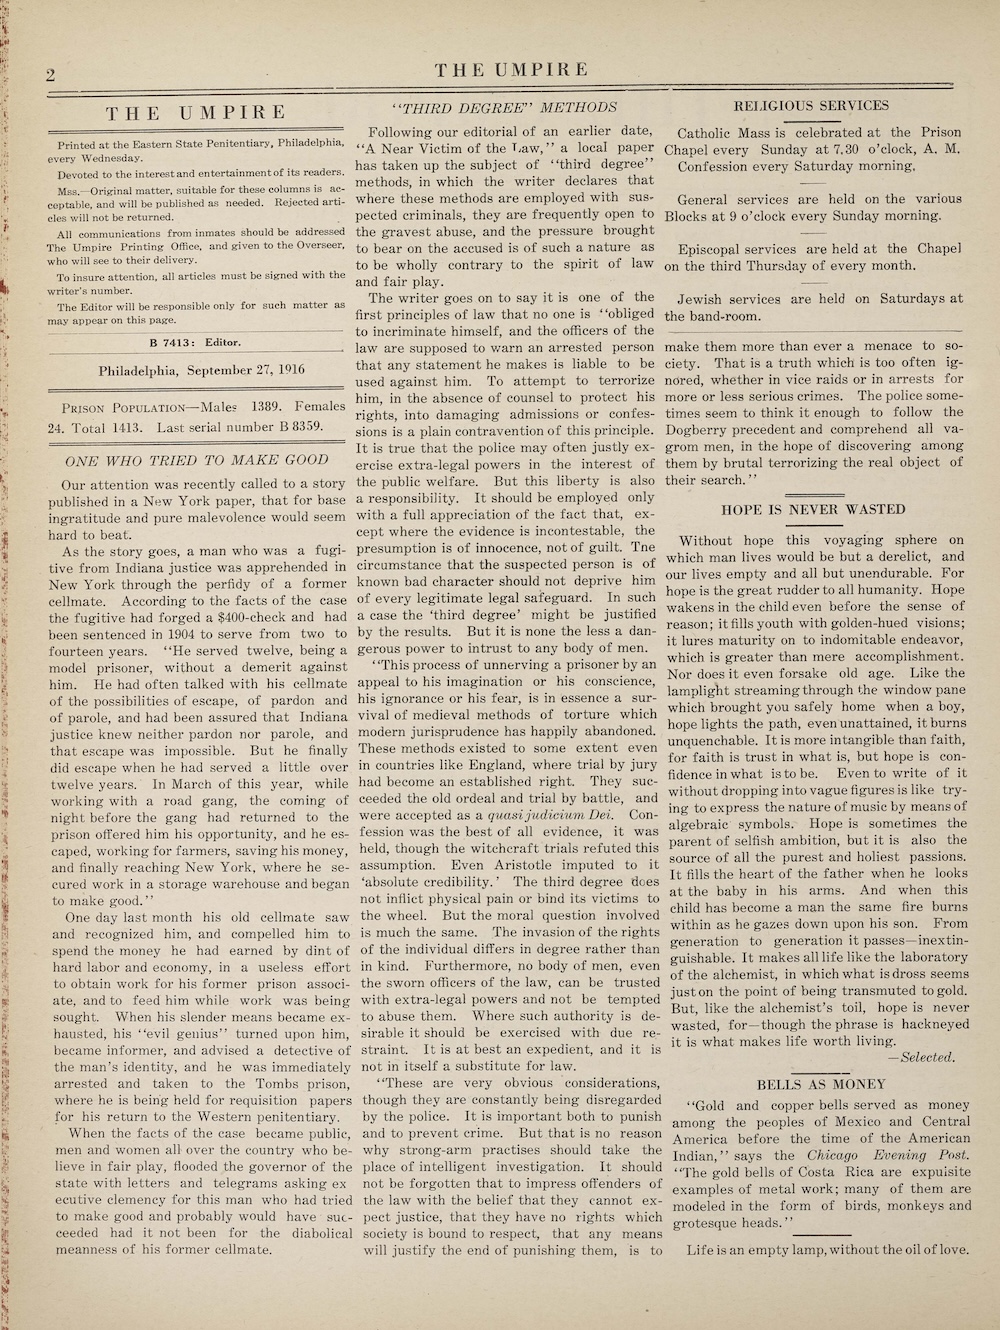 2
THE UMPIRE
THE UMPIRE
Printed at the Eastern State Penitentiary, Philadelphia,
every Wednesday.
Devoted to the interest and entertainment of its readers.
Mss.—Original matter, suitable for these columns is ac-
ceptable, and will be published as needed. Rejected arti-
cles will not be returned.
All communications from inmates should be addressed
The Umpire Printing Office, and given to the Overseer,
who will see to their delivery.
To insure attention, all articles must be signed with the
writer's number.
The Editor will be responsible only for such matter as
may appear on this page.
B 7413: Editor.
Philadelphia, September 27, 1916
PRISON POPULATION—Males 1389. Females
24. Total 1413. Last serial number B 8359.
ONE WHO TRIED TO MAKE GOOD
Our attention was recently called to a story
published in a New York paper, that for base
ingratitude and pure malevolence would seem
hard to beat.
As the story goes, a man who was a fugi-
tive from Indiana justice was apprehended in
New York through the perfidy of a former
cellmate. According to the facts of the case
the fugitive had forged a $400-check and had
been sentenced in 1904 to serve from two to
fourteen years. "He served twelve, being a
model prisoner, without a demerit against
him. He had often talked with his cellmate
of the possibilities of escape, of pardon and
of parole, and had been assured that Indiana
justice knew neither pardon nor parole, and
that escape was impossible. But he finally
did escape when he had served a little over
twelve years. In March of this year, while
working with a road gang, the coming of
night before the gang had returned to the
prison offered him his opportunity, and he es-
caped, working for farmers, saving his money,
and finally reaching New York, where he se-
cured work in a storage warehouse and began
to make good."
One day last month his old cellmate saw
and recognized him, and compelled him to
spend the money he had earned by dint of
hard labor and economy, in a useless effort
to obtain work for his former prison associ-
ate, and to feed him while work was being
sought. When his slender means became ex-
hausted, his "evil genius" turned upon him,
became informer, and advised a detective of
the man's identity, and he was immediately
arrested and taken to the Tombs prison,
where he is being held for requisition papers
for his return to the Western penitentiary.
When the facts of the case became public,
men and women all over the country who be-
lieve in fair play, flooded the governor of the
state with letters and telegrams asking ex
ecutive clemency for this man who had tried
to make good and probably would have suc-
ceeded had it not been for the diabolical
meanness of his former cellmate.
"THIRD DEGREE" METHODS
Following our editorial of an earlier date,
"A Near Victim of the Law," a local paper
has taken up the subject of "third degree"
methods, in which the writer declares that
where these methods are employed with sus-
pected criminals, they are frequently open to
the gravest abuse, and the pressure brought
to bear on the accused is of such a nature as
to be wholly contrary to the spirit of law
and fair play.
The writer goes on to say it is one of the
first principles of law that no one is "obliged
to incriminate himself, and the officers of the
law are supposed to warn an arrested person
that any statement he makes is liable to be
used against him. To attempt to terrorize
him, in the absence of counsel to protect his
rights, into damaging admissions or confes-
sions is a plain contravention of this principle.
It is true that the police may often justly ex-
ercise extra-legal powers in the interest of
the public welfare. But this liberty is also
a responsibility. It should be employed only
with a full appreciation of the fact that, ex-
cept where the evidence is incontestable, the
presumption is of innocence, not of guilt. Tne
circumstance that the suspected person is of
known bad character should not deprive him
of every legitimate legal safeguard. In such
a case the 'third degree' might be justified
by the results. But it is none the less a dan-
gerous power to intrust to any body of men.
"This process of unnerving a prisoner by an
appeal to his imagination or his conscience,
his ignorance or his fear, is in essence a sur-
vival of medieval methods of torture which
modern jurisprudence has happily abandoned.
These methods existed to some extent even
in countries like England, where trial by jury
had become an established right. They suc-
ceeded the old ordeal and trial by battle, and
were accepted as a quasi judicium Dei. Con-
fession was the best of all evidence, it was
held, though the witchcraft trials refuted this
assumption. Even Aristotle imputed to it
'absolute credibility.' The third degree does
not inflict physical pain or bind its victims to
the wheel. But the moral question involved
is much the same. The invasion of the rights
of the individual differs in degree rather than
in kind. Furthermore, no body of men, even
the sworn officers of the law, can be trusted
with extra-legal powers and not be tempted
to abuse them. Where such authority is de-
sirable it should be exercised with due re-
straint. It is at best an expedient, and it is
not in itself a substitute for law.
"These are very obvious considerations,
though they are constantly being disregarded
by the police. It is important both to punish
and to prevent crime. But that is no reason
why strong-arm practises should take the
place of intelligent investigation. It should
not be forgotten that to impress offenders of
the law with the belief that they cannot ex-
pect justice, that they have no rights which
society is bound to respect, that any means
will justify the end of punishing them, is to
RELIGIOUS SERVICES
Catholic Mass is celebrated at the Prison
Chapel every Sunday at 7.30 o'clock, A. M.
Confession every Saturday morning,
General services are held on the various
Blocks at 9 o'clock every Sunday morning.
Episcopal services are held at the Chapel
on the third Thursday of every month.
Jewish services are held on Saturdays at
the band-room.
make them more than ever a menace to so-
ciety. That is a truth which is too often ig-
nored, whether in vice raids or in arrests for
more or less serious crimes. The police some-
times seem to think it enough to follow the
Dogberry precedent and comprehend all va-
grom men, in the hope of discovering among
them by brutal terrorizing the real object of
their search."
HOPE IS NEVER WASTED
Without hope this voyaging sphere on
which man lives would be but a derelict, and
our lives empty and all but unendurable. For
hope is the great rudder to all humanity. Hope
wakens in the child even before the sense of
reason; it fills youth with golden-hued visions;
it lures maturity on to indomitable endeavor,
which is greater than mere accomplishment.
Nor does it even forsake old age. Like the
lamplight streaming through the window pane
which brought you safely home when a boy,
hope lights the path, even unattained, it burns
unquenchable. It is more intangible than faith,
for faith is trust in what is, but hope is con-
fidence in what is to be. Even to write of it
without dropping into vague figures is like try-
ing to express the nature of music by means of
algebraic symbols. Hope is sometimes the
parent of selfish ambition, but it is also the
source of all the purest and holiest passions.
It fills the heart of the father when he looks
at the baby in his arms. And when this
child has become a man the same fire burns
within as he gazes down upon his son. From
generation to generation it passes—inextin-
guishable. It makes all life like the laboratory
of the alchemist, in which what is dross seems
just on the point of being transmuted to gold.
But, like the alchemist's toil, hope is never
wasted, for—though the phrase is hackneyed
it is what makes life worth living.
—Selected.
BELLS AS MONEY
"Gold and copper bells served as money
among the peoples of Mexico and Central
America before the time of the American
Indian," says the Chicago Evening Post.
"The gold bells of Costa Rica are expuisite
examples of metal work; many of them are
modeled in the form of birds, monkeys and
grotesque heads."
Life is an empty lamp, without the oil of love.